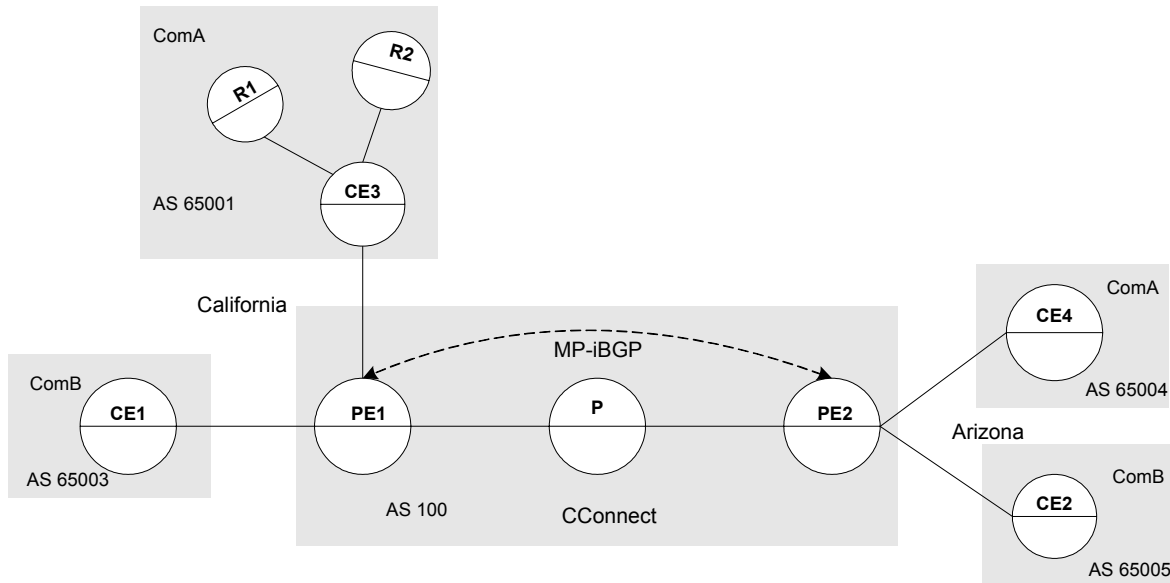 ComA
R2
R1
CE3
AS 65001
California
ComA
CE4
MP-iBGP
ComB
CE1
PE1
P
PE2
AS 65004
Arizona
AS 65003
ComB
CE2
AS 100
CConnect
AS 65005